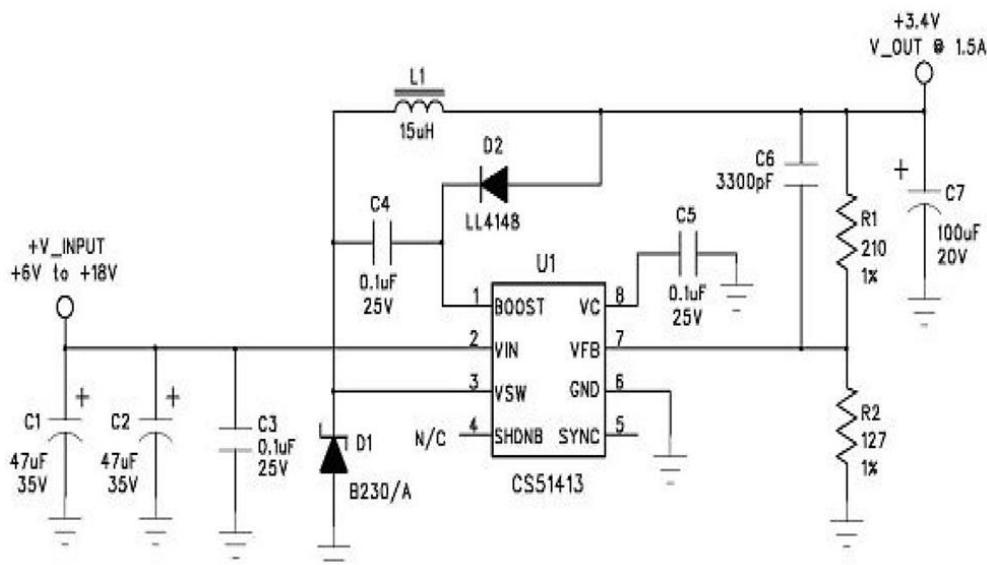 +3.4V
V_OUT @ 1.5A
L1
15uH
D2
LL4148
C6
3300pF
C4
0.1uF
25V
C5
0.1uF
25V
R1
210
1%
C7
100uF
20V
+
+V_INPUT
+6V to +18V
U1
1
BOOST
VC
8
2
VIN
VFB
7
3
VSW
GND
6
N/C
4
SHDNB
SYNC
5
CS51413
+
C1
47uF
35V
+
C2
47uF
35V
C3
0.1uF
25V
D1
B230/A
R2
127
1%